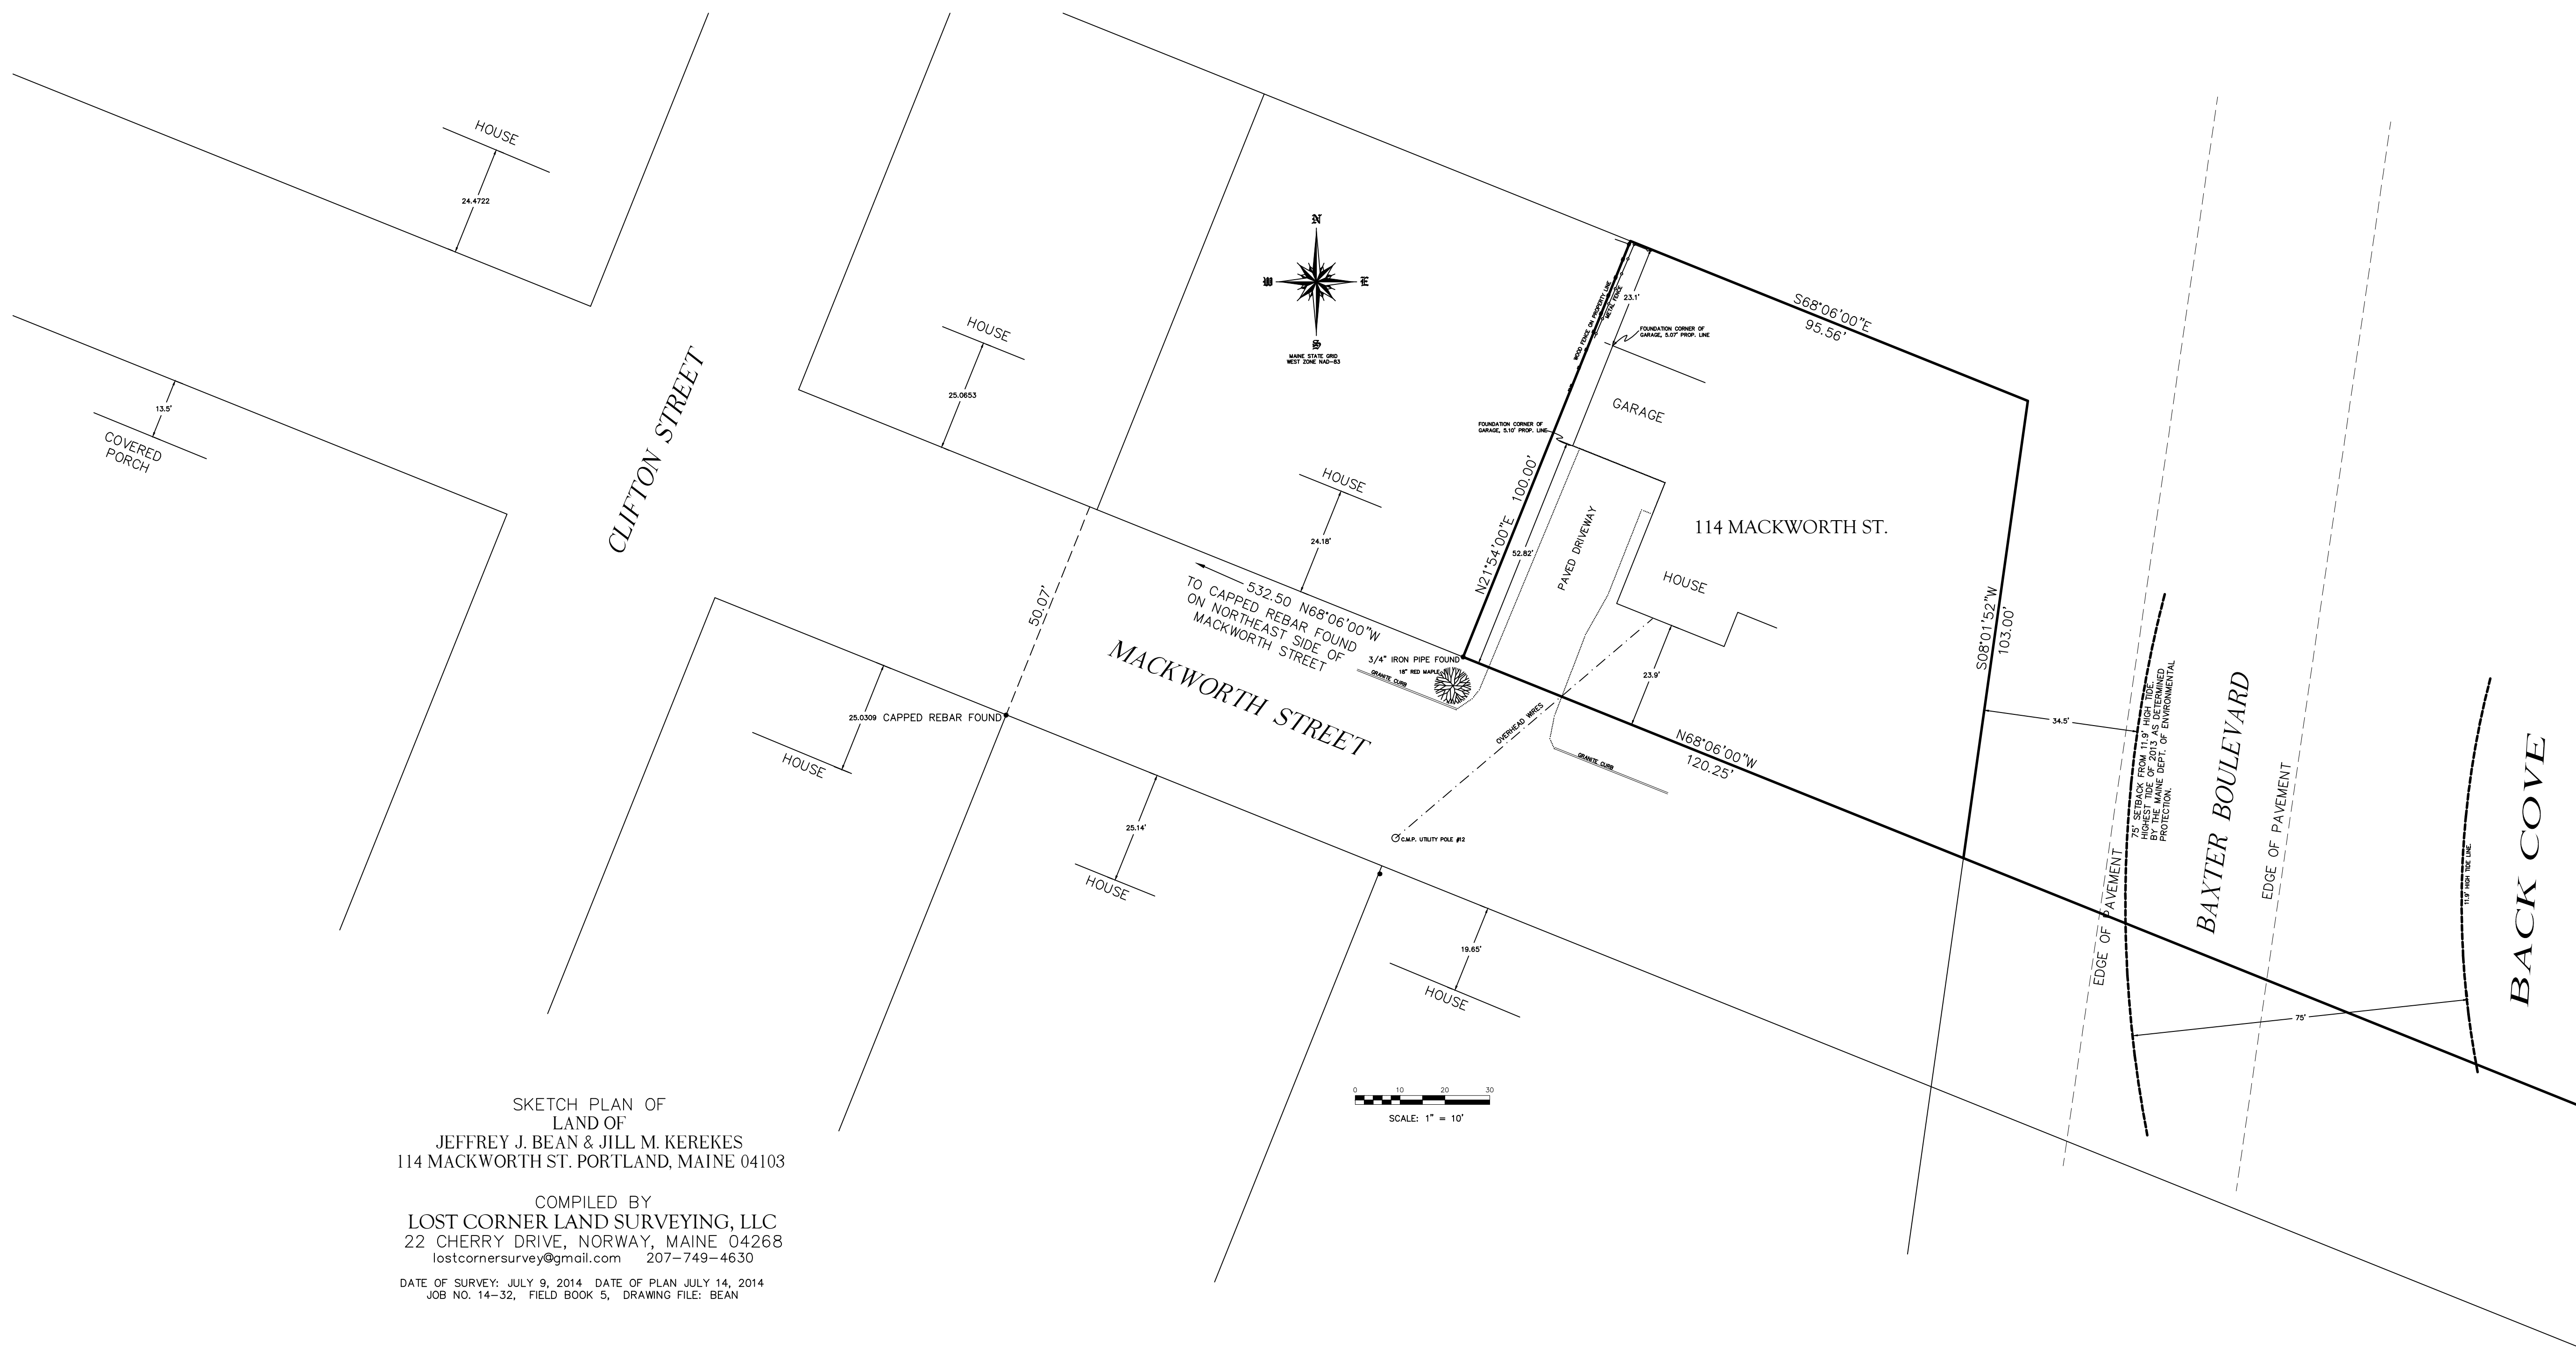 HOUSE
24.4722
13.5'
COVERED
PORCH
CLIFTON STREET
HOUSE
25.0653
N
W
E
S
MAINE STATE GRID
WEST ZONE NAD-83
WOOD FENCE ON PROPERTY LINE
METAL FENCE
23.1'
FOUNDATION CORNER OF
GARAGE, 5.07' PROP. LINE
S68°06'00"E
95.56'
GARAGE
FOUNDATION CORNER OF
GARAGE, 5.10' PROP. LINE
N21°54'00"E 100.00'
52.82'
PAVED DRIVEWAY
114 MACKWORTH ST.
HOUSE
23.9'
HOUSE
24.18'
50.07'
532.50 N68°06'00"W
TO CAPPED REBAR FOUND
ON NORTHEAST SIDE OF
MACKWORTH STREET
3/4" IRON PIPE FOUND
18" RED MAPLE
GRANITE CURB
MACKWORTH STREET
OVERHEAD WIRES
GRANITE CURB
N68°06'00"W
120.25'
S08°01'52"W
103.00'
34.5'
75' SETBACK FROM 11.9' HIGH TIDE.
HIGHEST TIDE OF 2013 AS DETERMINED
BY THE MAINE DEPT. OF ENVIRONMENTAL
PROTECTION.
EDGE OF PAVEMENT
BAXTER BOULEVARD
EDGE OF PAVEMENT
11.9' HIGH TIDE LINE.
BACK COVE
75'
25.0309
CAPPED REBAR FOUND
HOUSE
25.14'
HOUSE
C.M.P. UTILITY POLE #12
19.65'
HOUSE
0 10 20 30
SCALE: 1" = 10'
SKETCH PLAN OF
LAND OF
JEFFREY J. BEAN & JILL M. KEREKES
114 MACKWORTH ST. PORTLAND, MAINE 04103
COMPILED BY
LOST CORNER LAND SURVEYING, LLC
22 CHERRY DRIVE, NORWAY, MAINE 04268
lostcornersurvey@gmail.com 207-749-4630
DATE OF SURVEY: JULY 9, 2014 DATE OF PLAN JULY 14, 2014
JOB NO. 14-32, FIELD BOOK 5, DRAWING FILE: BEAN